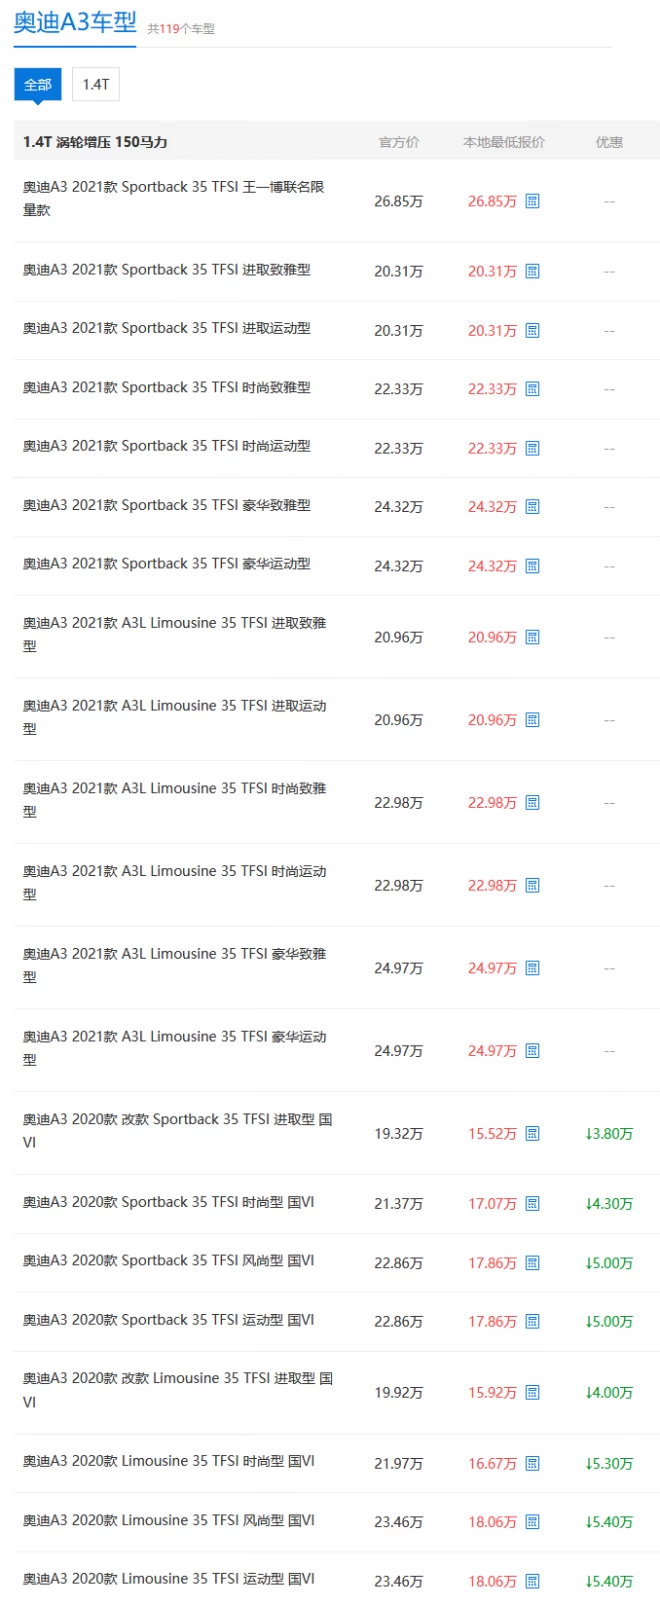 奥迪A3车型 共119个车型
全部 1.4T
1.4T 涡轮增压 150马力 官方价 本地最低报价 优惠
奥迪A3 2021款 Sportback 35 TFSI 王一博联名限
量款 26.85万 26.85万 --
奥迪A3 2021款 Sportback 35 TFSI 进取致雅型 20.31万 20.31万 --
奥迪A3 2021款 Sportback 35 TFSI 进取运动型 20.31万 20.31万 --
奥迪A3 2021款 Sportback 35 TFSI 时尚致雅型 22.33万 22.33万 --
奥迪A3 2021款 Sportback 35 TFSI 时尚运动型 22.33万 22.33万 --
奥迪A3 2021款 Sportback 35 TFSI 豪华致雅型 24.32万 24.32万 --
奥迪A3 2021款 Sportback 35 TFSI 豪华运动型 24.32万 24.32万 --
奥迪A3 2021款 A3L Limousine 35 TFSI 进取致雅
型 20.96万 20.96万 --
奥迪A3 2021款 A3L Limousine 35 TFSI 进取运动
型 20.96万 20.96万 --
奥迪A3 2021款 A3L Limousine 35 TFSI 时尚致雅
型 22.98万 22.98万 --
奥迪A3 2021款 A3L Limousine 35 TFSI 时尚运动
型 22.98万 22.98万 --
奥迪A3 2021款 A3L Limousine 35 TFSI 豪华致雅
型 24.97万 24.97万 --
奥迪A3 2021款 A3L Limousine 35 TFSI 豪华运动
型 24.97万 24.97万 --
奥迪A3 2020款 改款 Sportback 35 TFSI 进取型 国
VI 19.32万 15.52万 ↓3.80万
奥迪A3 2020款 Sportback 35 TFSI 时尚型 国VI 21.37万 17.07万 ↓4.30万
奥迪A3 2020款 Sportback 35 TFSI 风尚型 国VI 22.86万 17.86万 ↓5.00万
奥迪A3 2020款 Sportback 35 TFSI 运动型 国VI 22.86万 17.86万 ↓5.00万
奥迪A3 2020款 改款 Limousine 35 TFSI 进取型 国
VI 19.92万 15.92万 ↓4.00万
奥迪A3 2020款 Limousine 35 TFSI 时尚型 国VI 21.97万 16.67万 ↓5.30万
奥迪A3 2020款 Limousine 35 TFSI 风尚型 国VI 23.46万 18.06万 ↓5.40万
奥迪A3 2020款 Limousine 35 TFSI 运动型 国VI 23.46万 18.06万 ↓5.40万